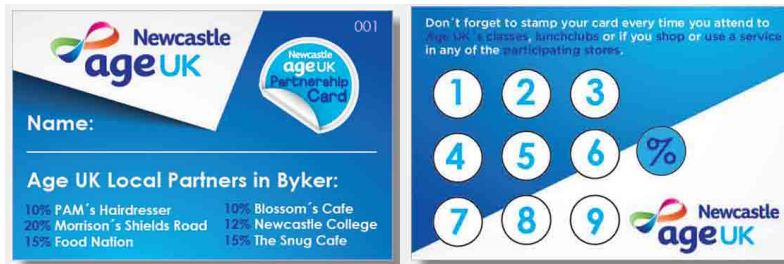 001
Newcastle
age UK
Newcastle
age UK
Partnership
Card
Name:
Age UK Local Partners in Byker:
10% PAM´s Hairdresser
20% Morrison´s Shields Road
15% Food Nation
10% Blossom´s Cafe
12% Newcastle College
15% The Snug Cafe
Don´t forget to stamp your card every time you attend to
Age UK´s classes, lunchclubs or if you shop or use a service
in any of the participating stores.
1 2 3
4 5 6 %
7 8 9
Newcastle
age UK